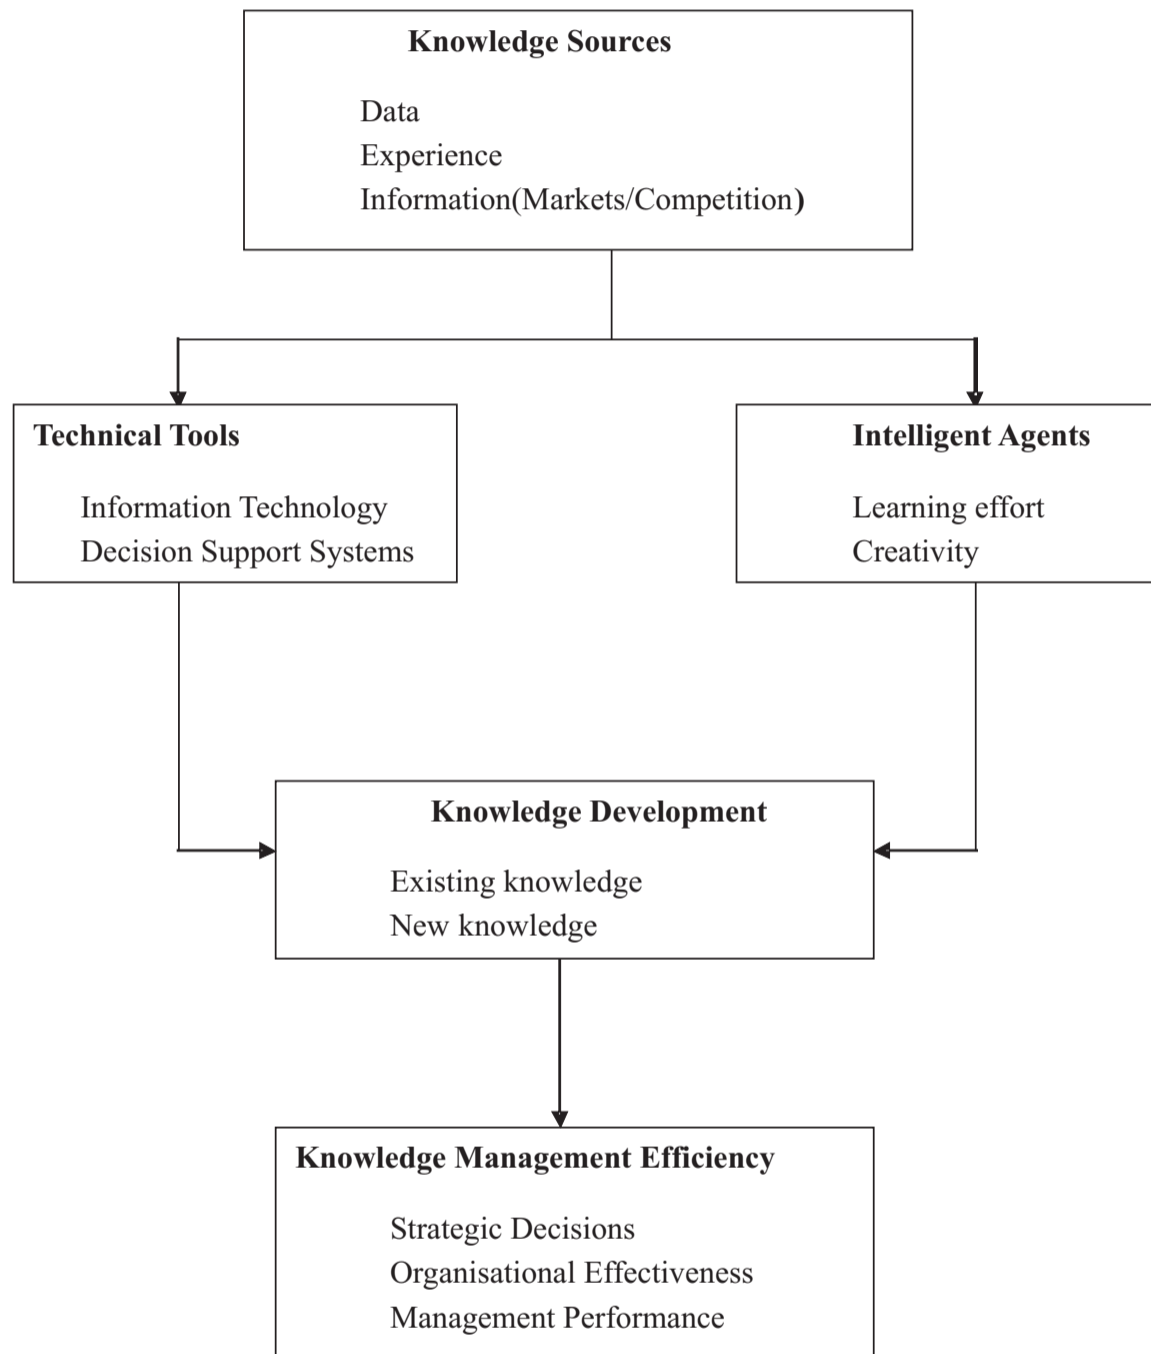 Knowledge Sources
Data
Experience
Information(Markets/Competition)
Technical Tools
Information Technology
Decision Support Systems
Intelligent Agents
Learning effort
Creativity
Knowledge Development
Existing knowledge
New knowledge
Knowledge Management Efficiency
Strategic Decisions
Organisational Effectiveness
Management Performance